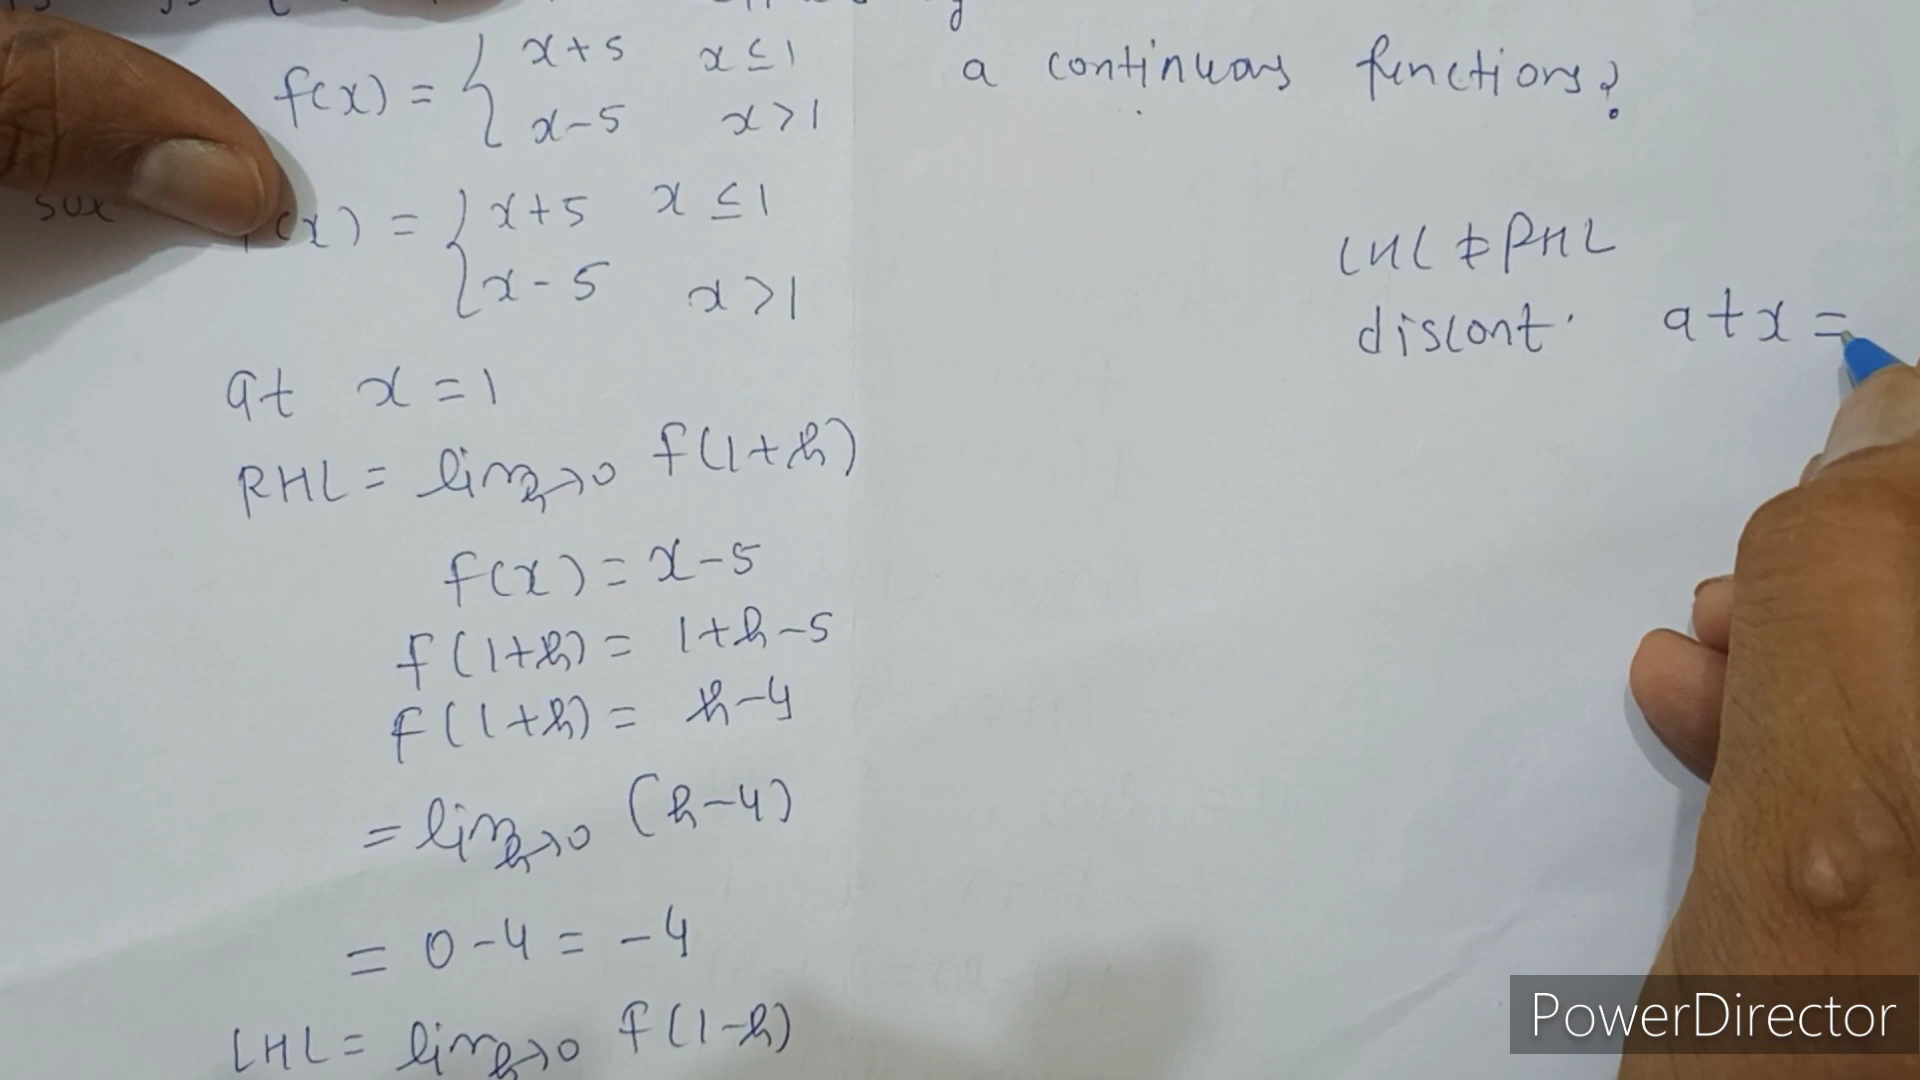 f(x) = { x+5 x ≤ 1
x-5 x > 1
a continuous functions?
sol
(x) = { x+5 x ≤ 1
x-5 x > 1
at x = 1
RHL = lim h→0 f(1+h)
f(x) = x-5
f(1+h) = 1+h-5
f(1+h) = h-4
= lim h→0 (h-4)
= 0-4 = -4
LHL = lim h→0 f(1-h)
LHL ≠ RHL
discont. at x =
PowerDirector